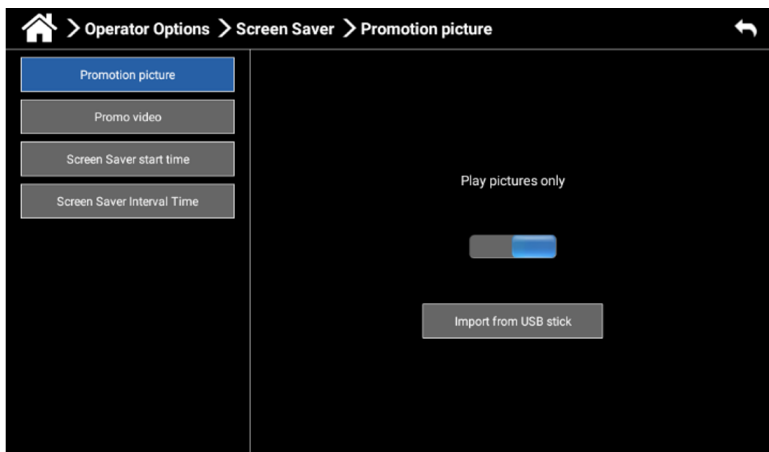 Operator Options Screen Saver Promotion picture
Promotion picture
Promo video
Screen Saver start time
Screen Saver Interval Time
Play pictures only
Import from USB stick